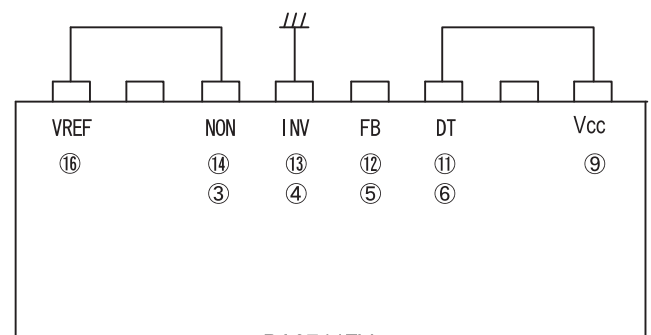 VREF NON INV FB DT Vcc
⑯ ⑭ ⑬ ⑫ ⑪ ⑨
③ ④ ⑤ ⑥